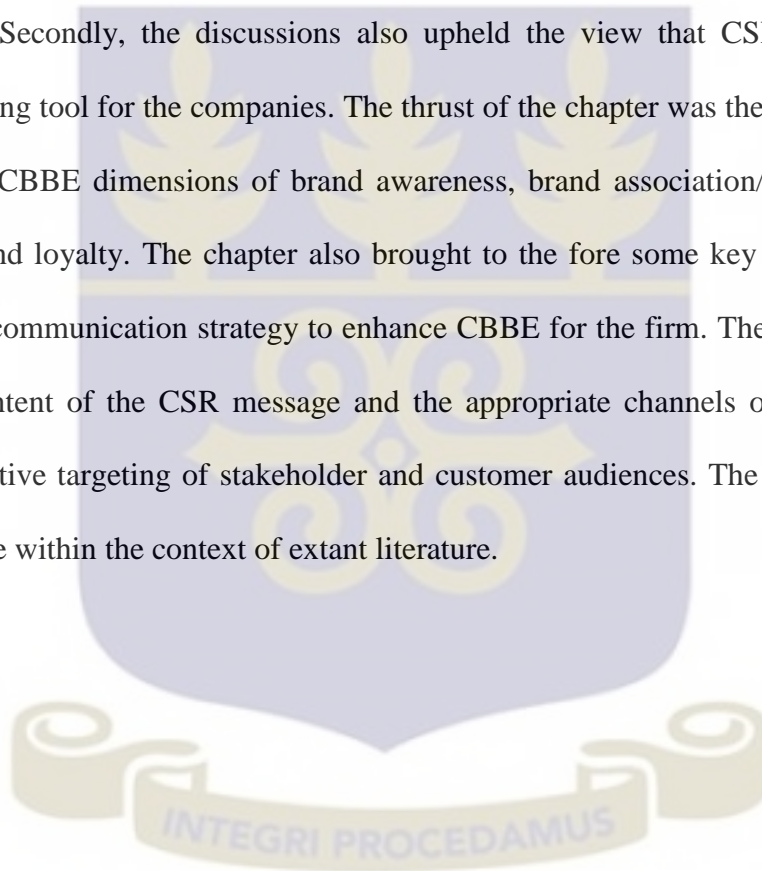 Secondly, the discussions also upheld the view that
ing tool for the companies. The thrust of the chapter was the
CBBE dimensions of brand awareness, brand association/
nd loyalty. The chapter also brought to the fore some key
communication strategy to enhance CBBE for the firm. The
ntent of the CSR message and the appropriate channels o
tive targeting of stakeholder and customer audiences. The
e within the context of extant literature.
INTEGRI PROCEDAMUS